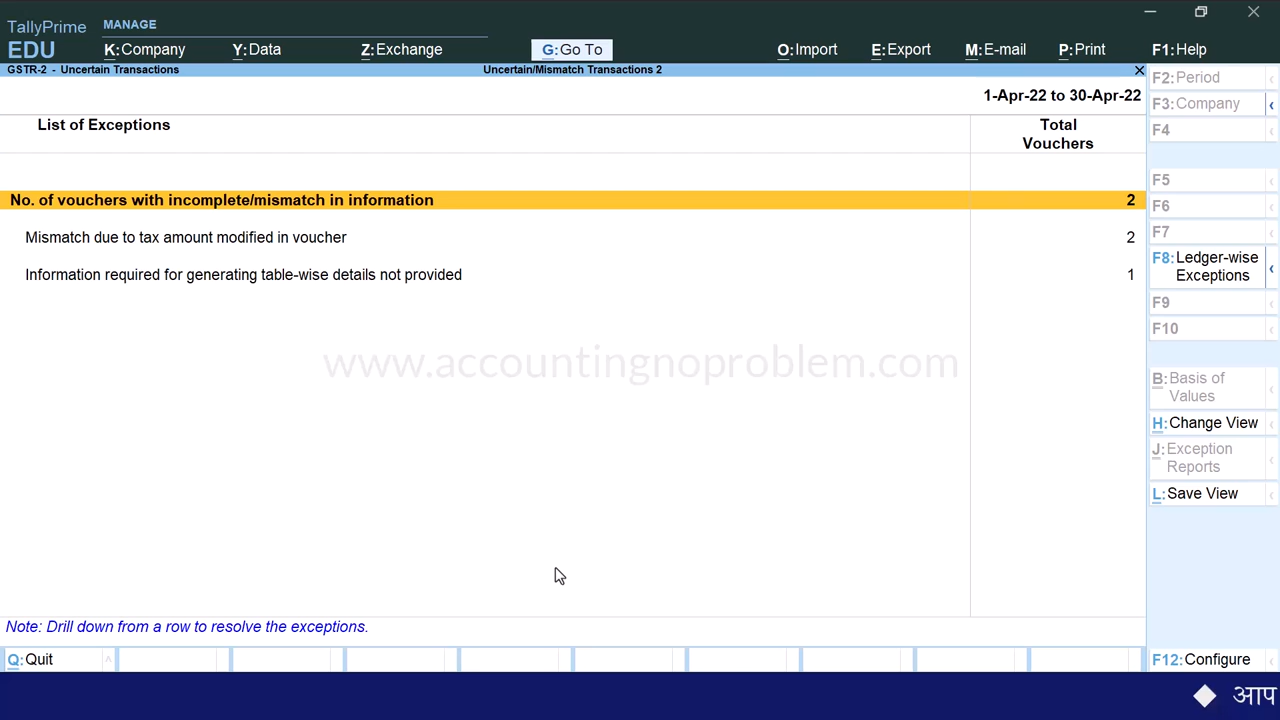 MANAGE
TallyPrime
EDU
K:Company Y:Data Z:Exchange G:Go To O:Import E:Export M:E-mail P:Print F1:Help
GSTR-2 - Uncertain Transactions Uncertain/Mismatch Transactions 2
1-Apr-22 to 30-Apr-22
List of Exceptions
Total
Vouchers
No. of vouchers with incomplete/mismatch in information 2
Mismatch due to tax amount modified in voucher 2
Information required for generating table-wise details not provided 1
www.accountingnoproblem.com
Note: Drill down from a row to resolve the exceptions.
Q:Quit
F2:Period
F3:Company
F4
F5
F6
F7
F8:Ledger-wise
Exceptions
F9
F10
B:Basis of
Values
H:Change View
J:Exception
Reports
L:Save View
F12:Configure
आप